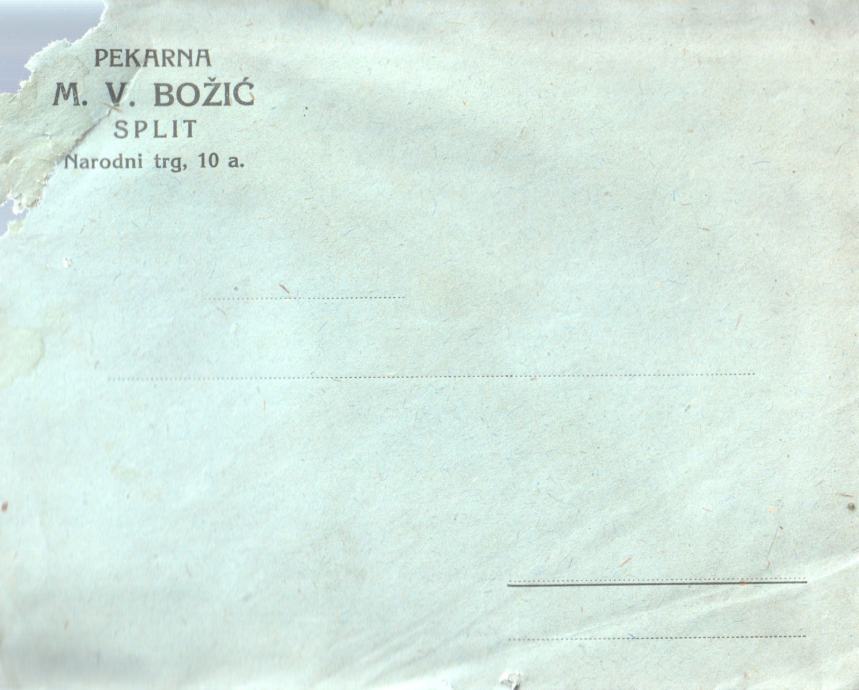 PEKARNA
M. V. BOŽIĆ
SPLIT
Narodni trg, 10 a.